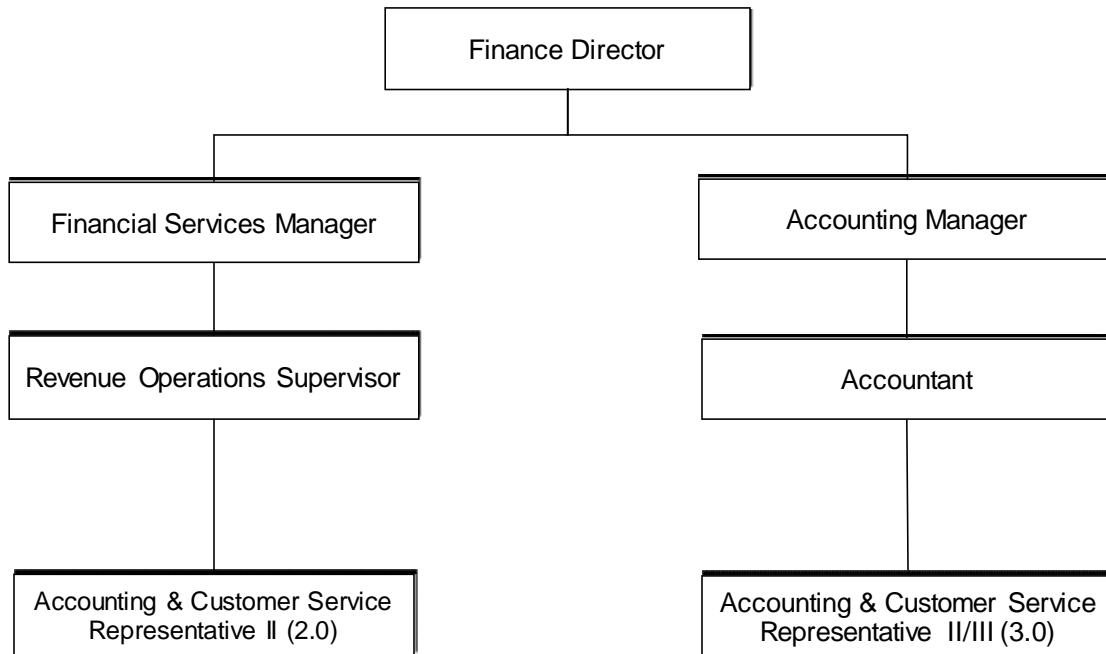 Finance Director
Financial Services Manager
Accounting Manager
Revenue Operations Supervisor
Accountant
Accounting & Customer Service
Representative II (2.0)
Accounting & Customer Service
Representative II/III (3.0)